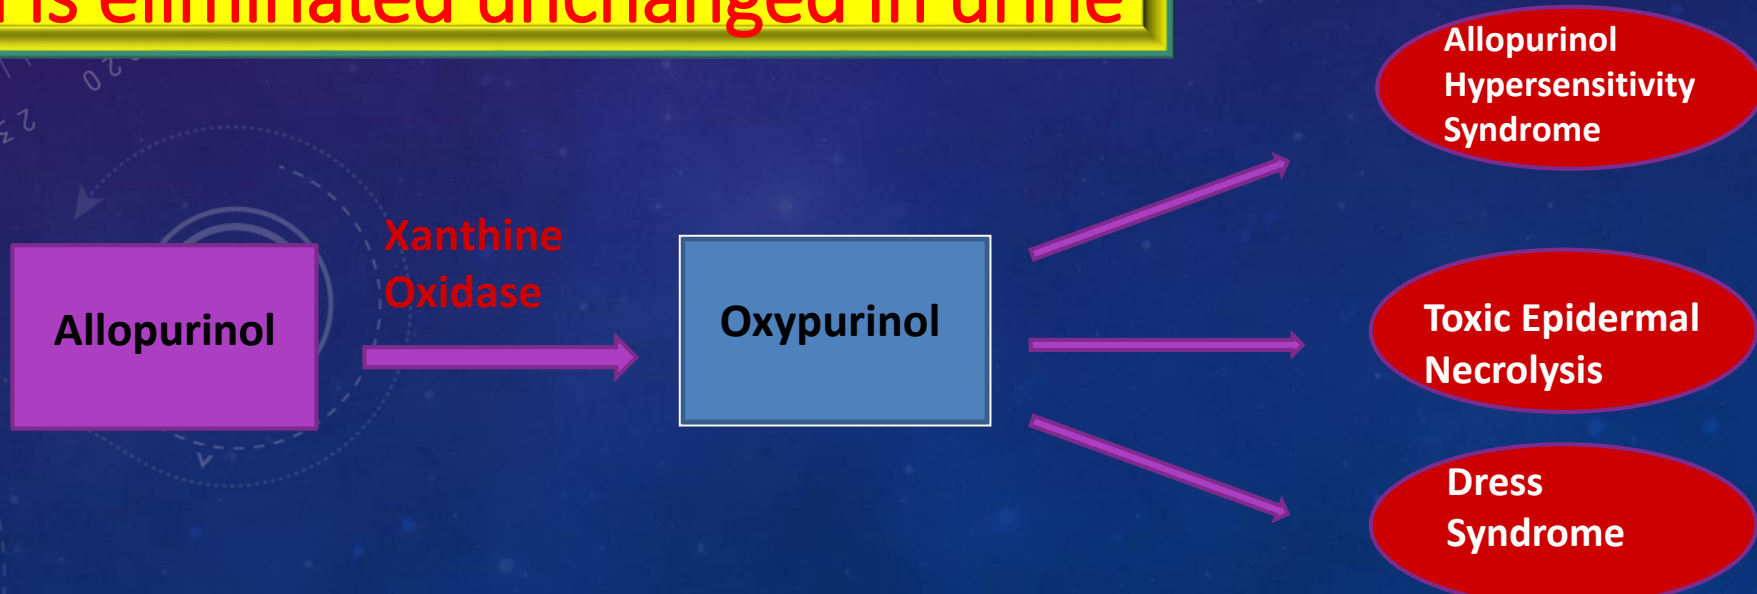 is eliminated unchanged in urine
Allopurinol
Hypersensitivity
Syndrome
Xanthine
Oxidase
Allopurinol
Oxypurinol
Toxic Epidermal
Necrolysis
Dress
Syndrome